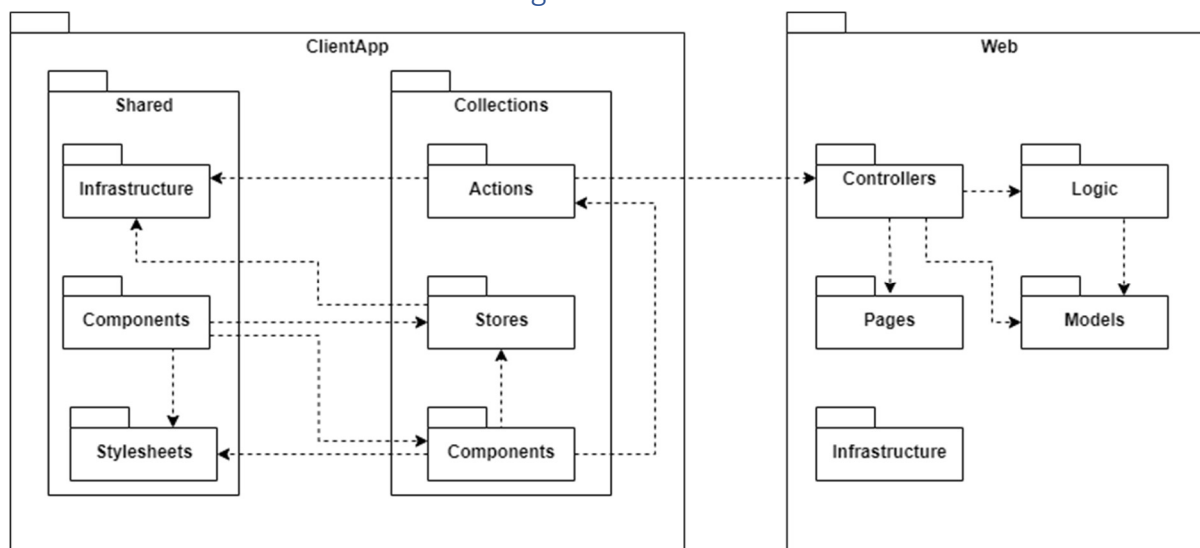 ClientApp
Web
Shared
Collections
Infrastructure
Actions
Controllers
Logic
Components
Stores
Pages
Models
Stylesheets
Components
Infrastructure